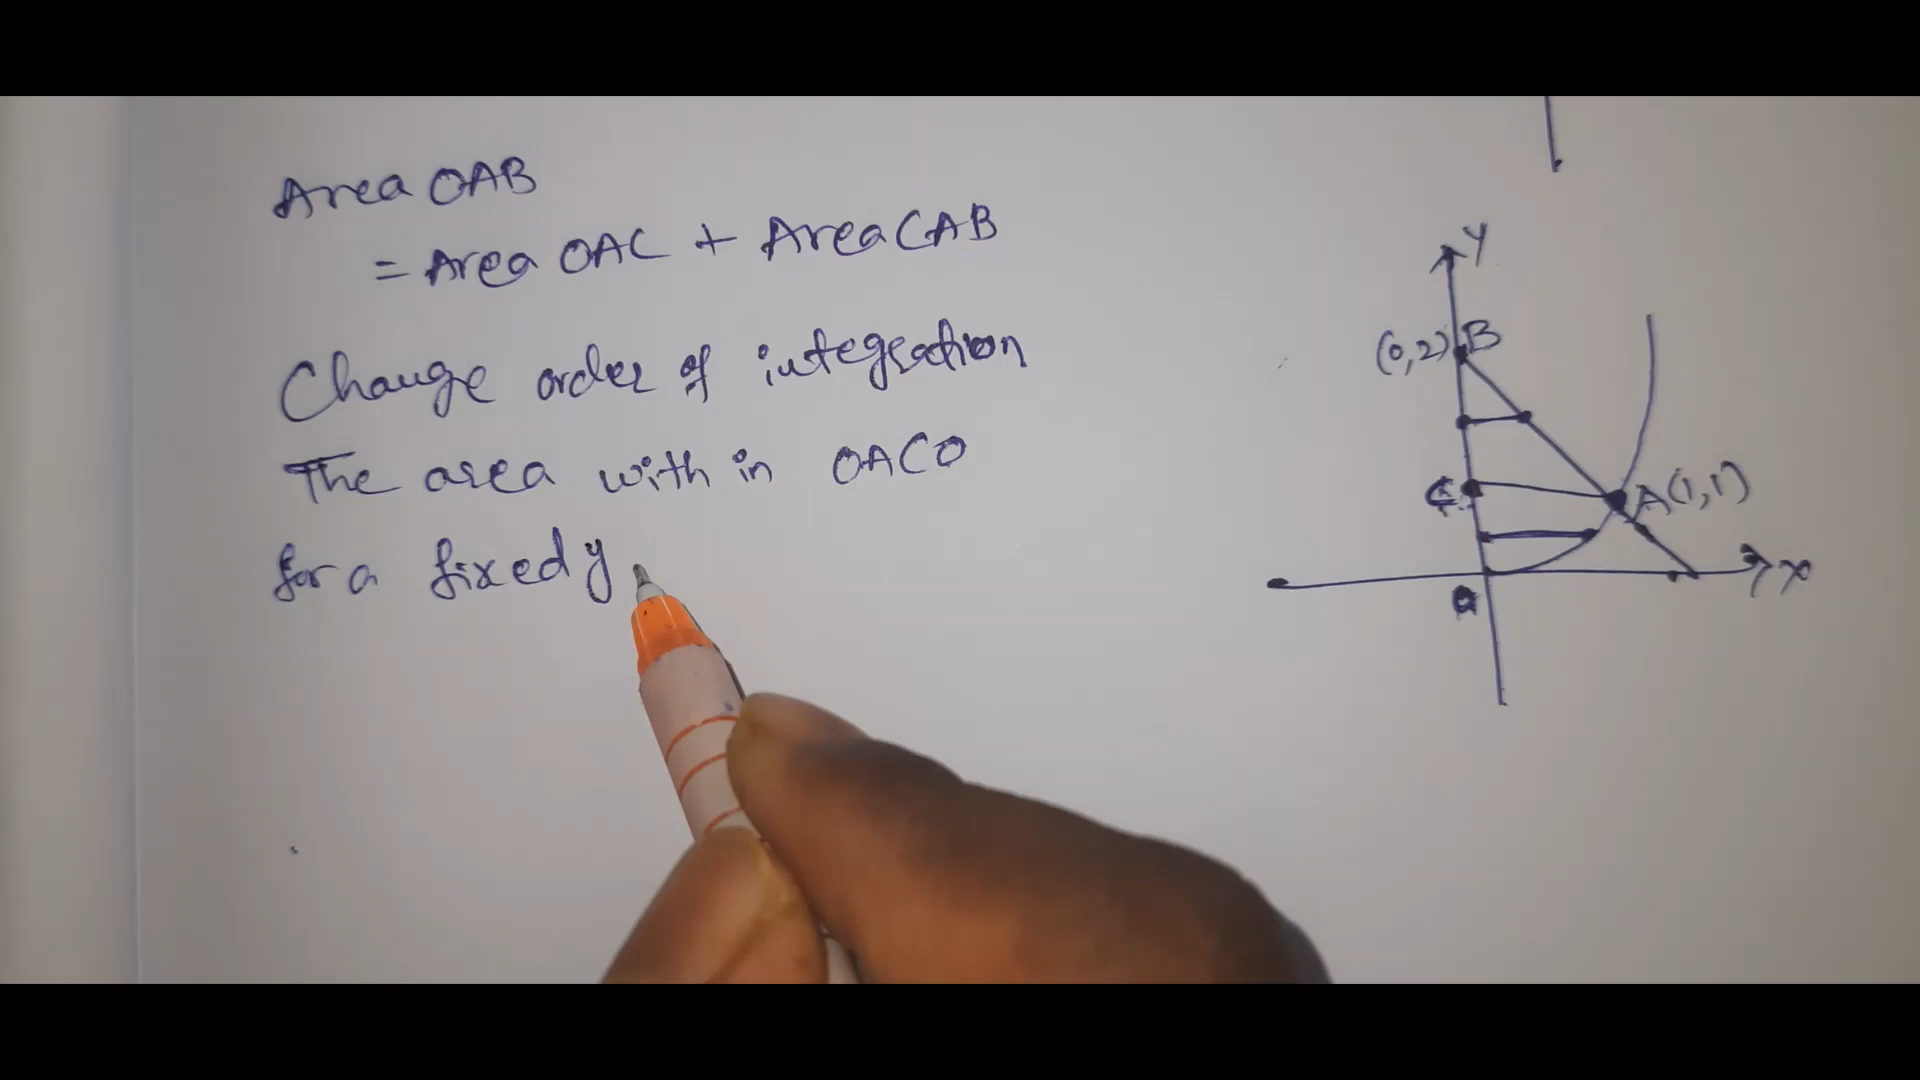 Area OAB
= Area OAC + Area CAB
Change order of integration
The area with in OACO
for a fixed y
Y
(0,2) B
C
A(1,1)
X